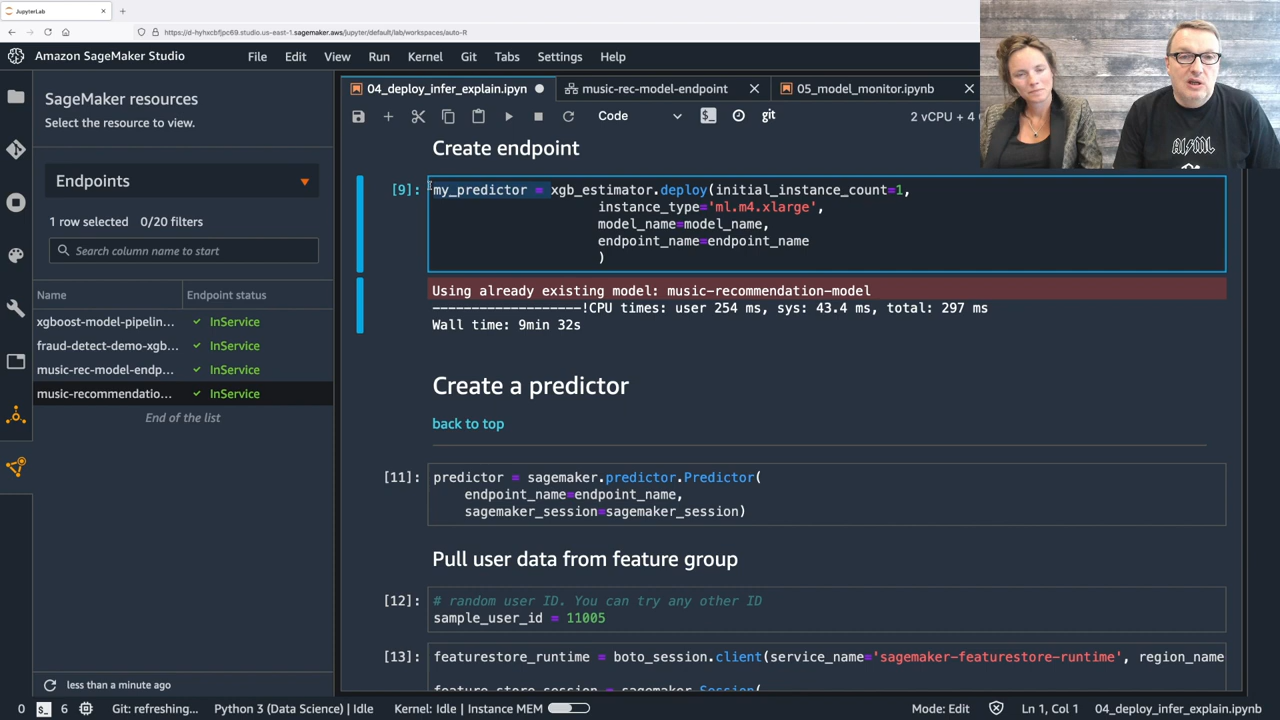 JupyterLab
https://d-hyhxcbfjpc69.studio.us-east-1.sagemaker.aws/jupyter/default/lab/workspaces/auto-R
Amazon SageMaker Studio
File Edit View Run Kernel Git Tabs Settings Help
SageMaker resources
Select the resource to view.
Endpoints
1 row selected 0/20 filters
Search column name to start
Name Endpoint status
xgboost-model-pipelin... InService
fraud-detect-demo-xgb... InService
music-rec-model-endp... InService
music-recommendatio... InService
End of the list
less than a minute ago
04_deploy_infer_explain.ipyn music-rec-model-endpoint 05_model_monitor.ipynb
Code git 2 vCPU + 4
Create endpoint
[9]: my_predictor = xgb_estimator.deploy(initial_instance_count=1,
instance_type='ml.m4.xlarge',
model_name=model_name,
endpoint_name=endpoint_name
)
Using already existing model: music-recommendation-model
-------------------!CPU times: user 254 ms, sys: 43.4 ms, total: 297 ms
Wall time: 9min 32s
Create a predictor
back to top
[11]: predictor = sagemaker.predictor.Predictor(
endpoint_name=endpoint_name,
sagemaker_session=sagemaker_session)
Pull user data from feature group
[12]: # random user ID. You can try any other ID
sample_user_id = 11005
[13]: featurestore_runtime = boto_session.client(service_name='sagemaker-featurestore-runtime', region_name
feature_store_session = sagemaker.Session(
AI/ML
0 6 Git: refreshing... Python 3 (Data Science) | Idle Kernel: Idle | Instance MEM Mode: Edit Ln 1, Col 1 04_deploy_infer_explain.ipynb